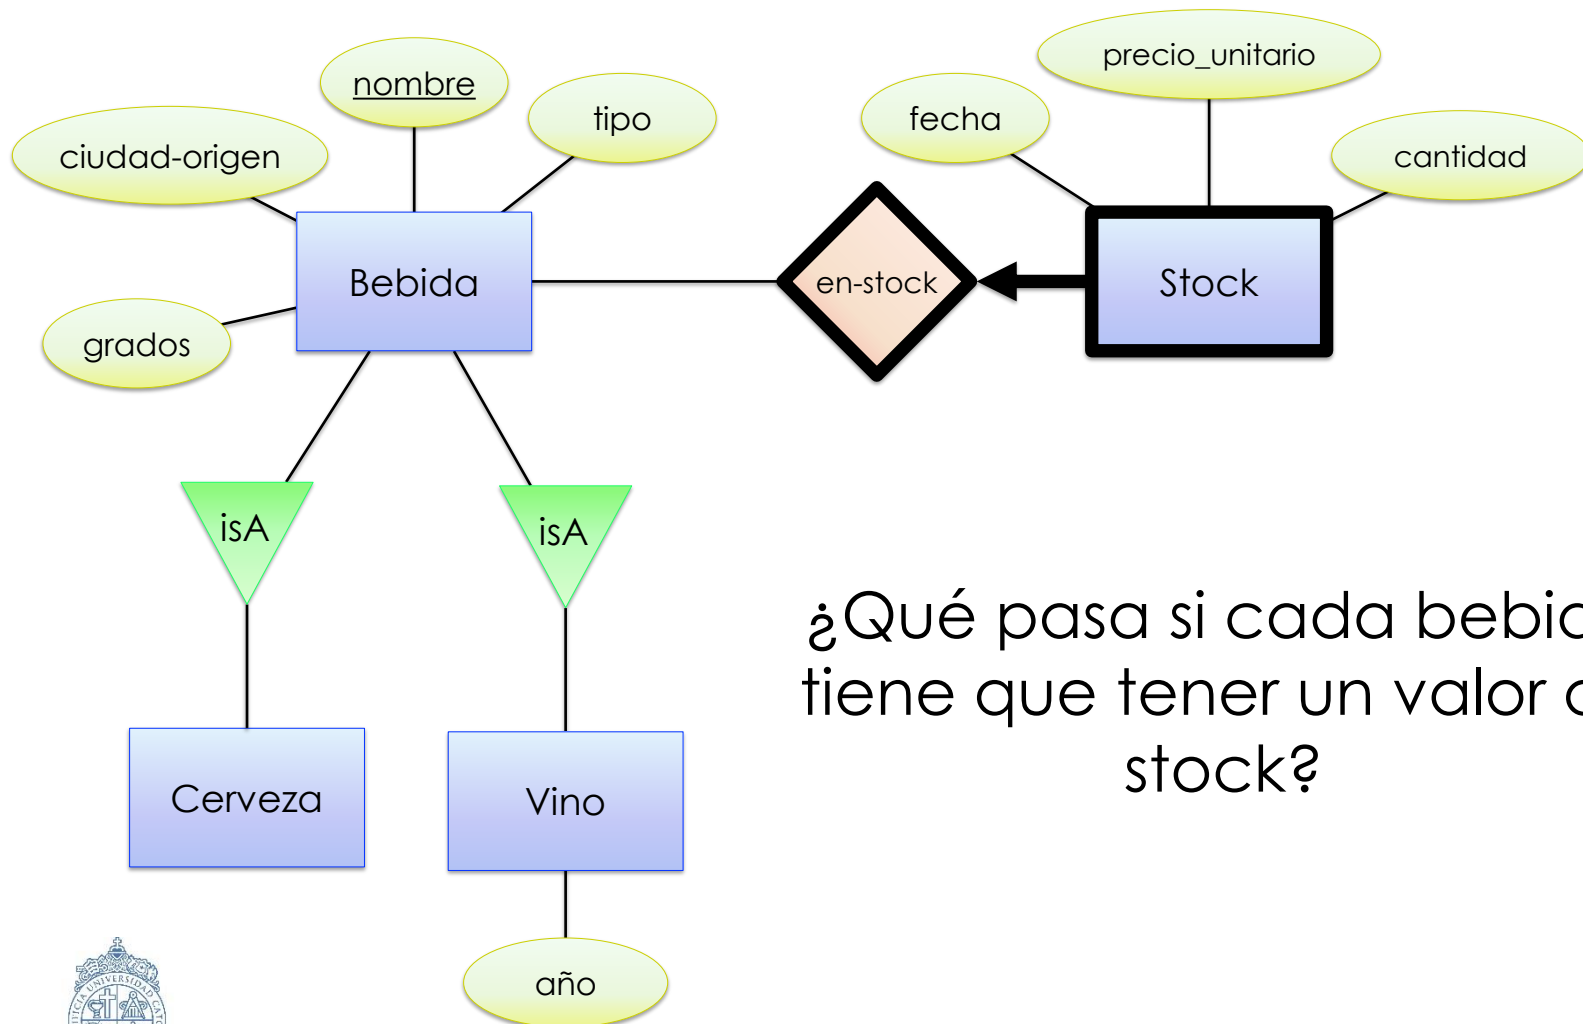 nombre
precio_unitario
tipo
fecha
ciudad-origen
cantidad
Bebida
en-stock
Stock
grados
isA
isA
¿Qué pasa si cada
tiene que tener un valor
stock?
Cerveza
Vino
año
UNIVERSIDAD